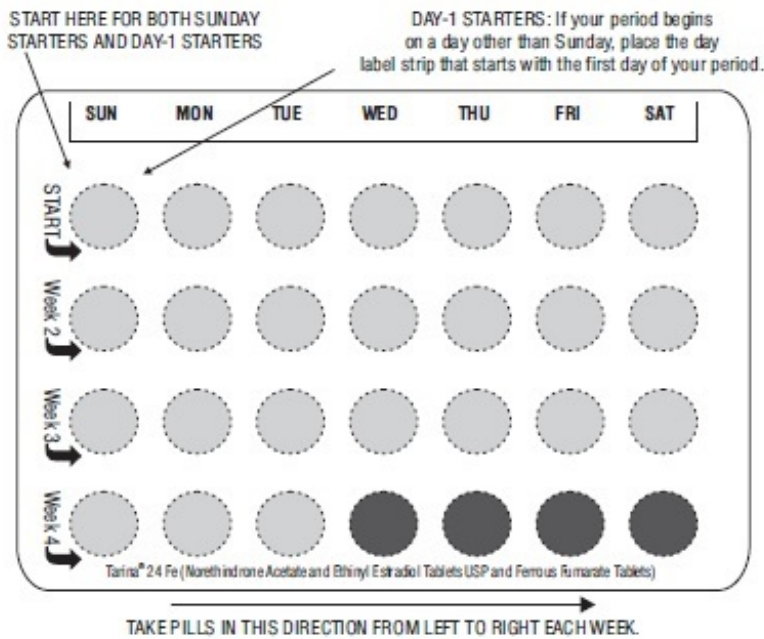 START HERE FOR BOTH SUNDAY
STARTERS AND DAY-1 STARTERS
DAY-1 STARTERS: If your period begins
on a day other than Sunday, place the day
label strip that starts with the first day of your period.
SUN MON TUE WED THU FRI SAT
START
Week 2
Week 3
Week 4
Tarina® 24 Fe (Norethindrone Acetate and Ethinyl Estradiol Tablets USP and Ferrous Fumarate Tablets)
TAKE PILLS IN THIS DIRECTION FROM LEFT TO RIGHT EACH WEEK.